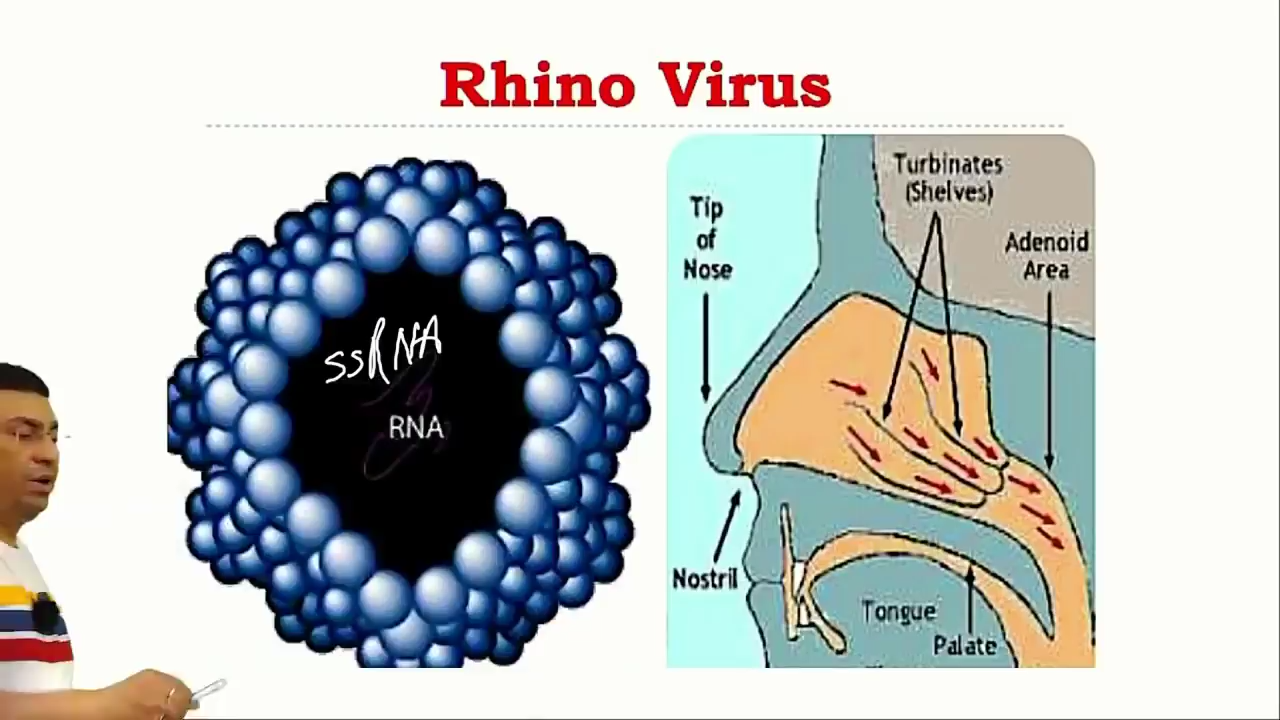 Rhino Virus
ssRNA
RNA
Tip
of
Nose
Turbinates
(Shelves)
Adenoid
Area
Nostril
Tongue
Palate